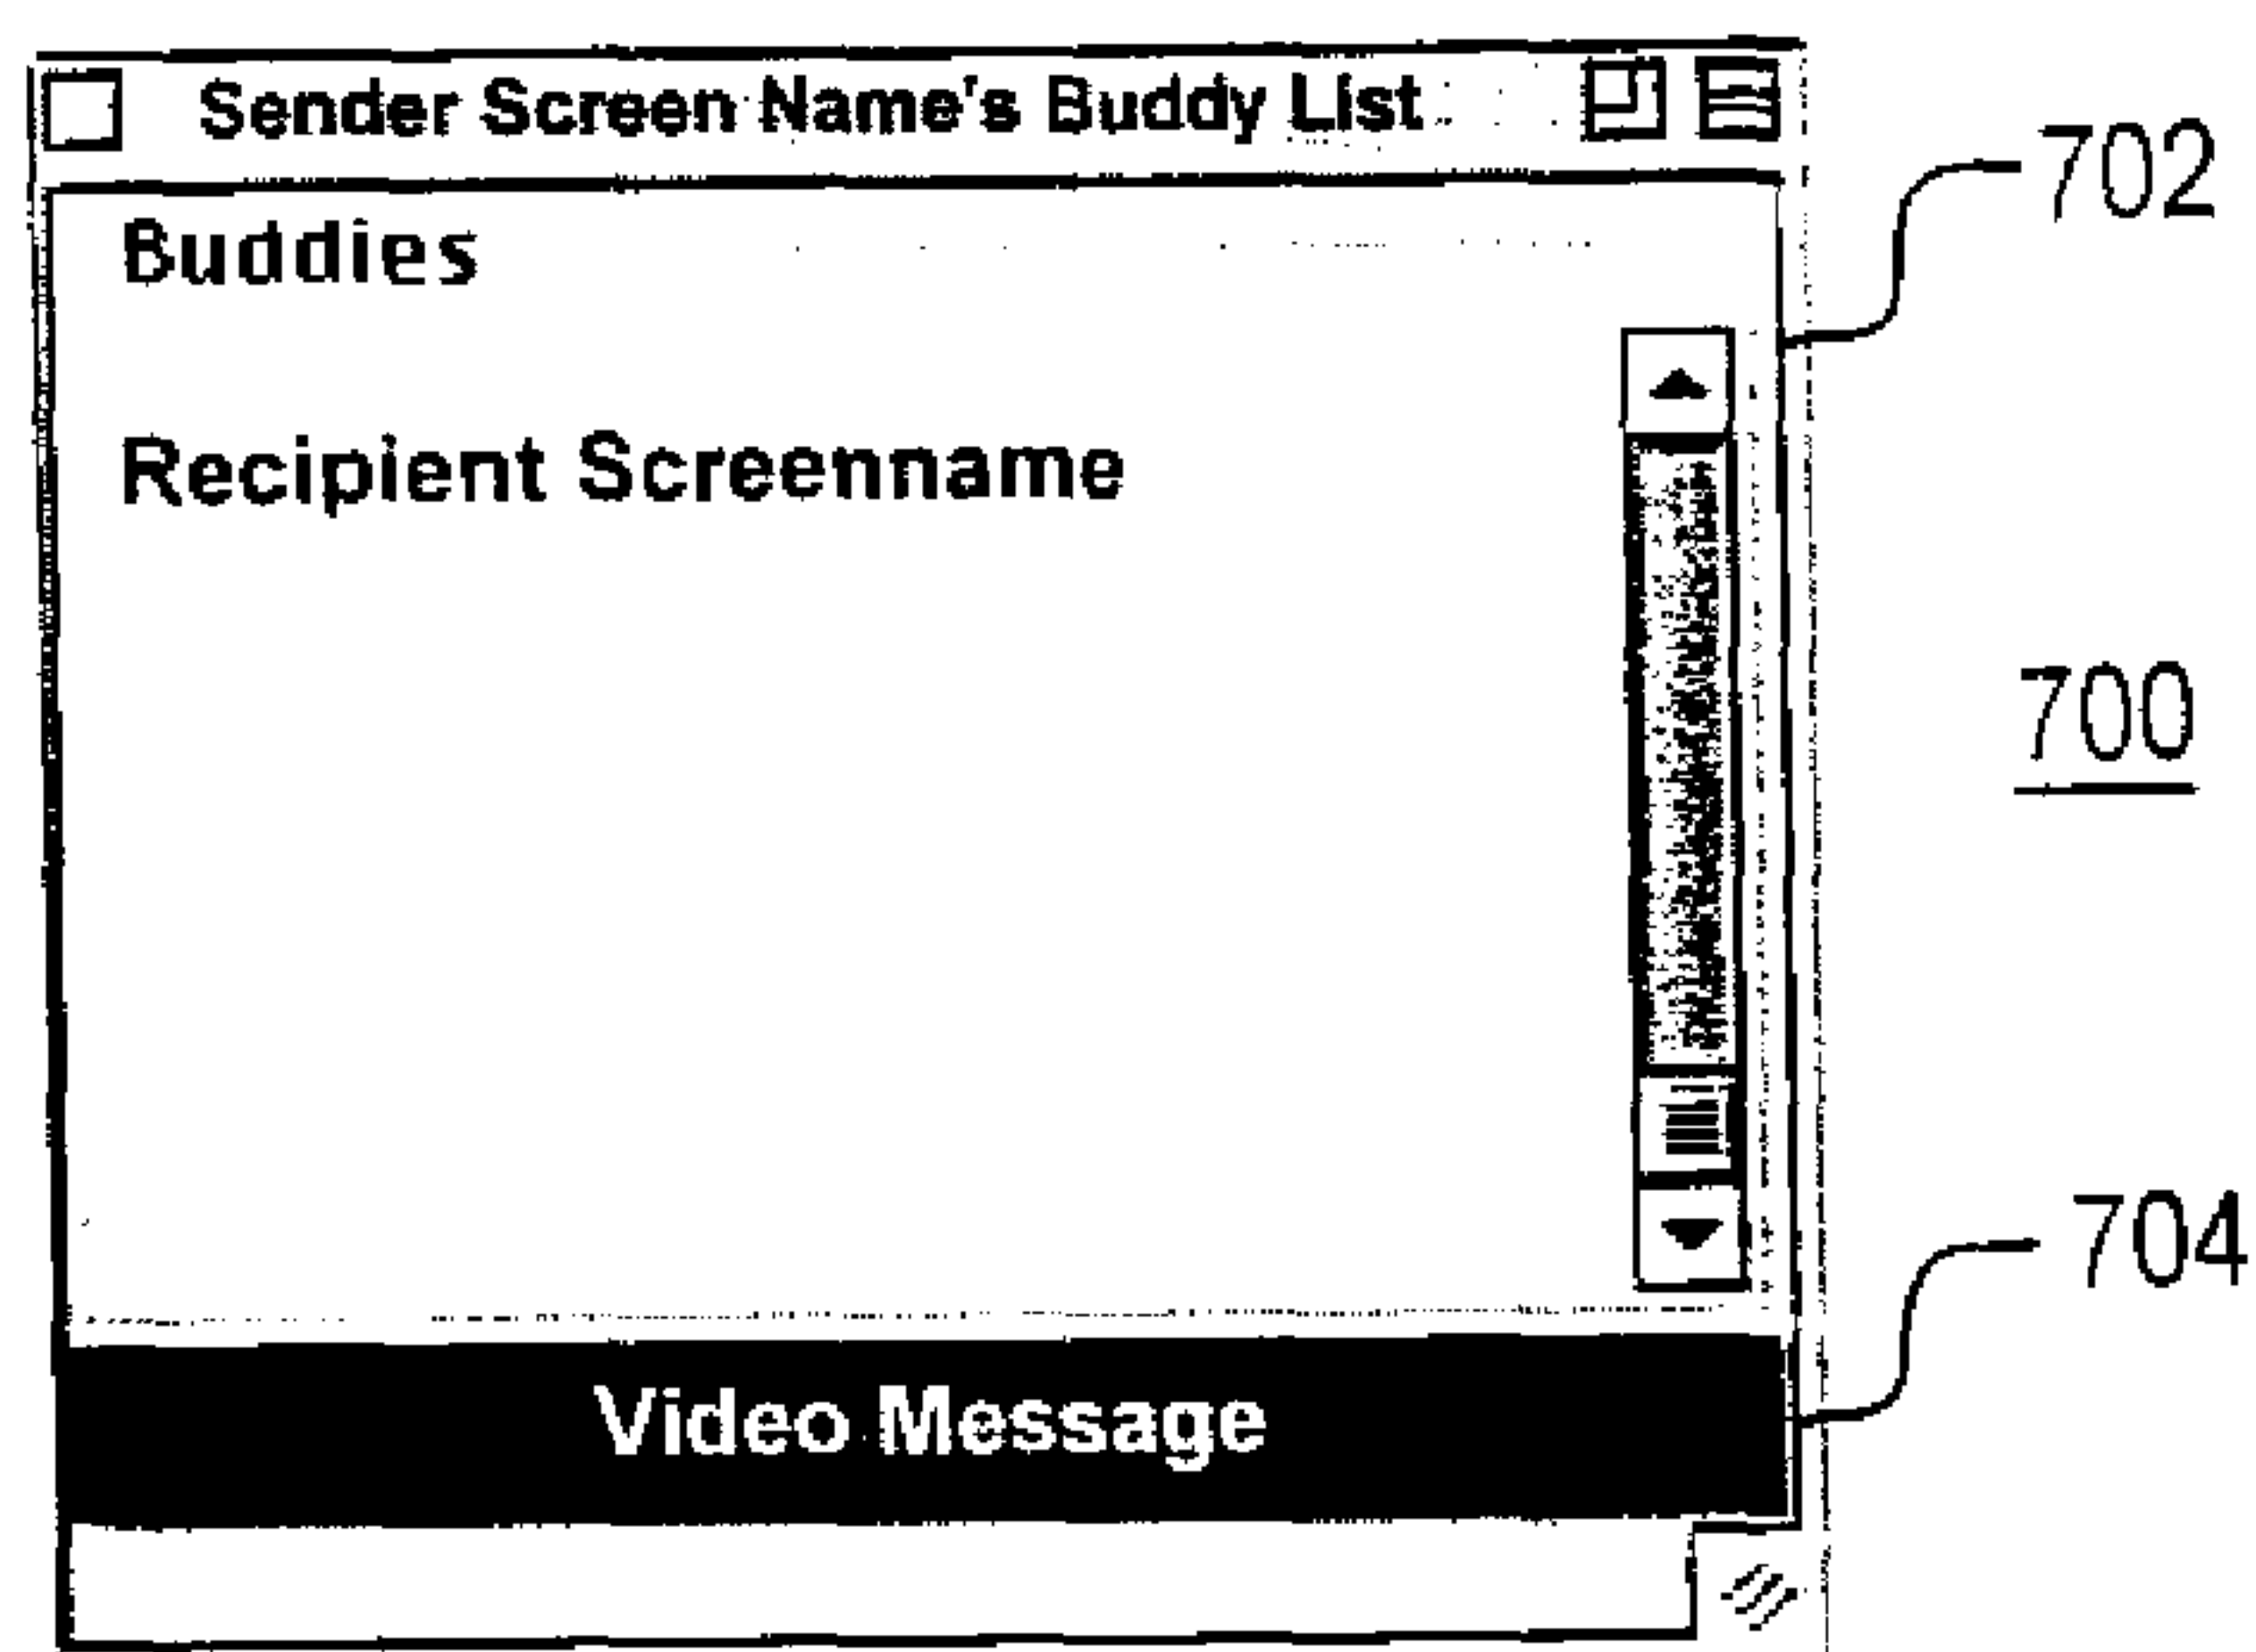 Sender Screen Name's Buddy List
702
Buddies
Recipient Screenname
700
704
Video Message